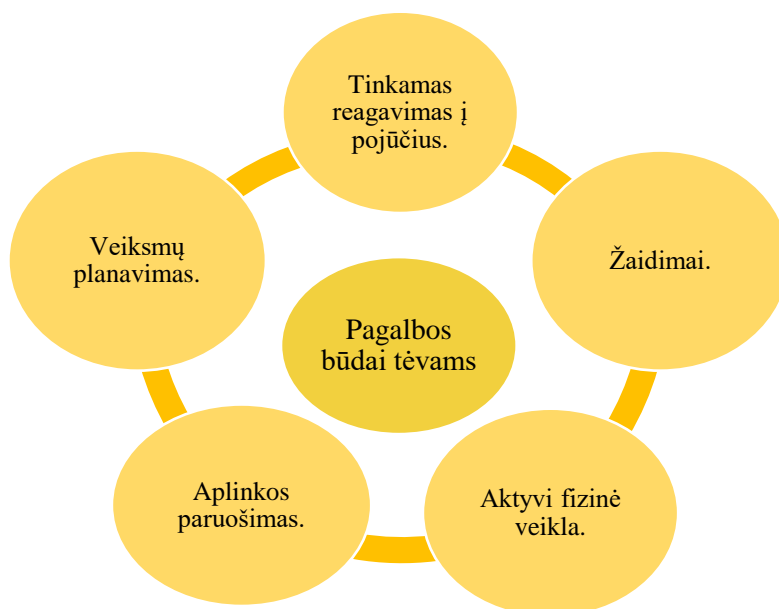 Tinkamas
reagavimas į
pojūčius.
Veiksmų
planavimas.
Žaidimai.
Pagalbos
būdai tėvams
Aplinkos
paruošimas.
Aktyvi fizinė
veikla.